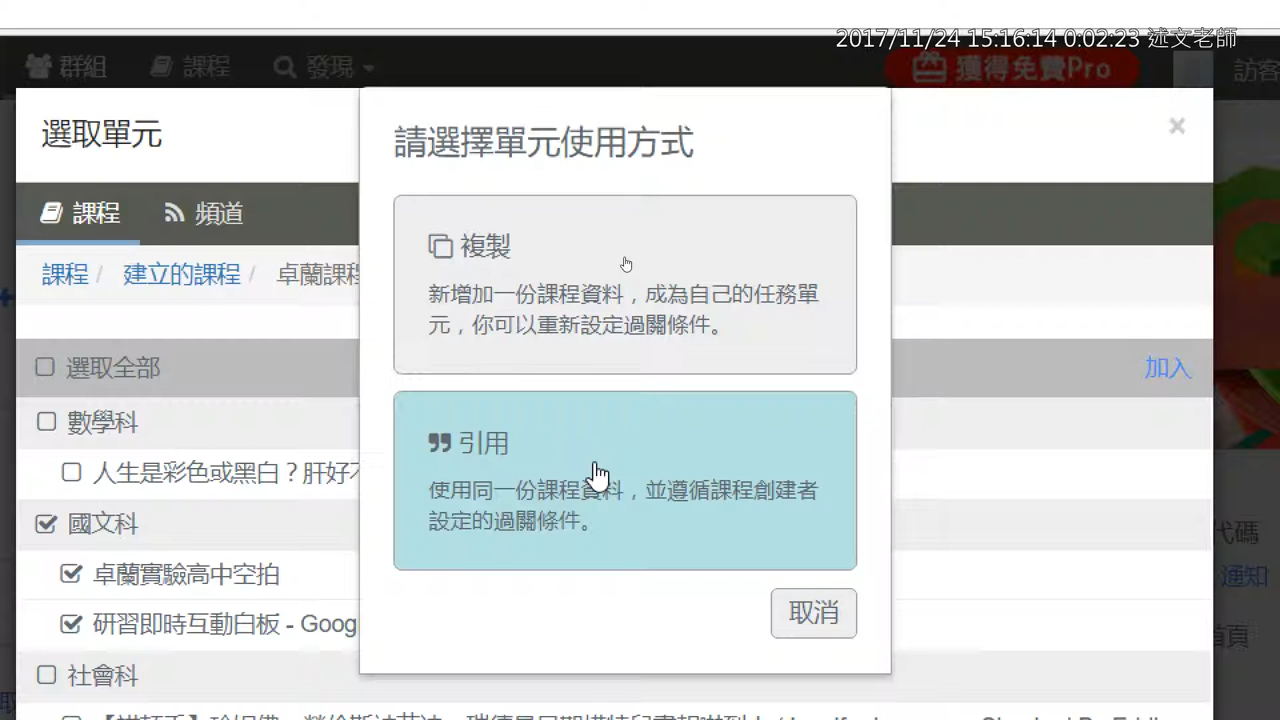 2017/11/24 15:16:14 0:02:23 述文老師
群組 課程 發現 獲得免費Pro 訪客
選取單元
請選擇單元使用方式
×
課程 頻道
複製
課程 / 建立的課程 / 卓蘭課程
新增加一份課程資料，成為自己的任務單
元，你可以重新設定過關條件。
選取全部 加入
數學科
引用
人生是彩色或黑白？肝好不
使用同一份課程資料，並遵循課程創建者
設定的過關條件。
國文科
代碼
卓蘭實驗高中空拍
通知
取消
研習即時互動白板 - Goog
首頁
社會科